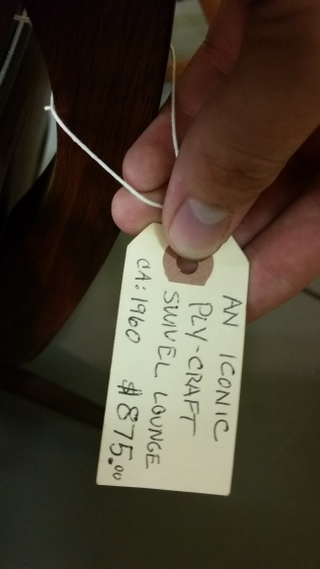 AN ICONIC
PLY-CRAFT
SWIVEL LOUNGE
CA: 1960 $875.00